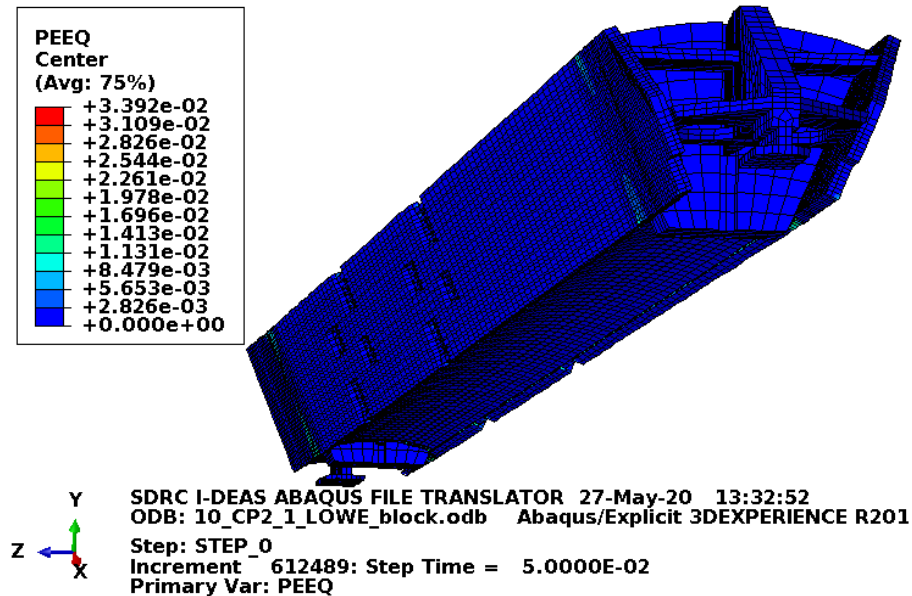 PEEQ
Center
(Avg: 75%)
+3.392e-02
+3.109e-02
+2.826e-02
+2.544e-02
+2.261e-02
+1.978e-02
+1.696e-02
+1.413e-02
+1.131e-02
+8.479e-03
+5.653e-03
+2.826e-03
+0.000e+00
Y
Z
X
SDRC I-DEAS ABAQUS FILE TRANSLATOR 27-May-20 13:32:52
ODB: 10_CP2_1_LOWE_block.odb Abaqus/Explicit 3DEXPERIENCE R201
Step: STEP_0
Increment 612489: Step Time = 5.0000E-02
Primary Var: PEEQ